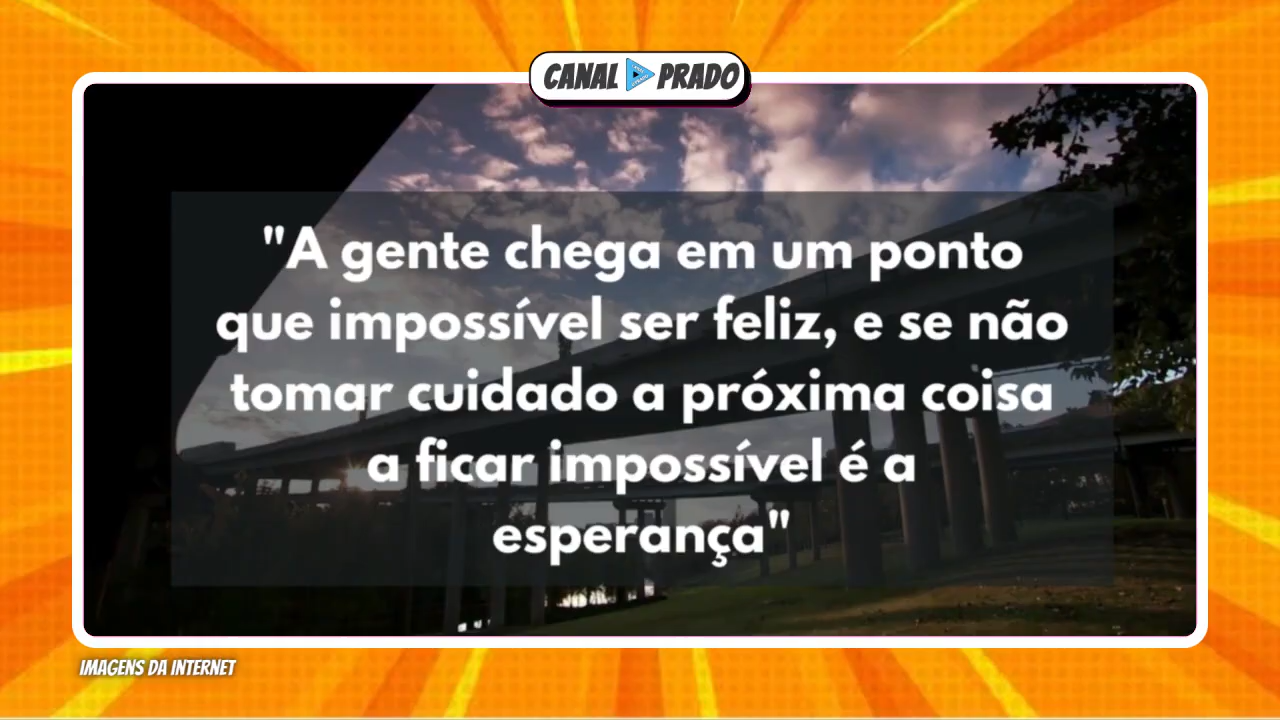 CANAL PRADO
"A gente chega em um ponto
que impossível ser feliz, e se não
tomar cuidado a próxima coisa
a ficar impossível é a
esperança"
IMAGENS DA INTERNET